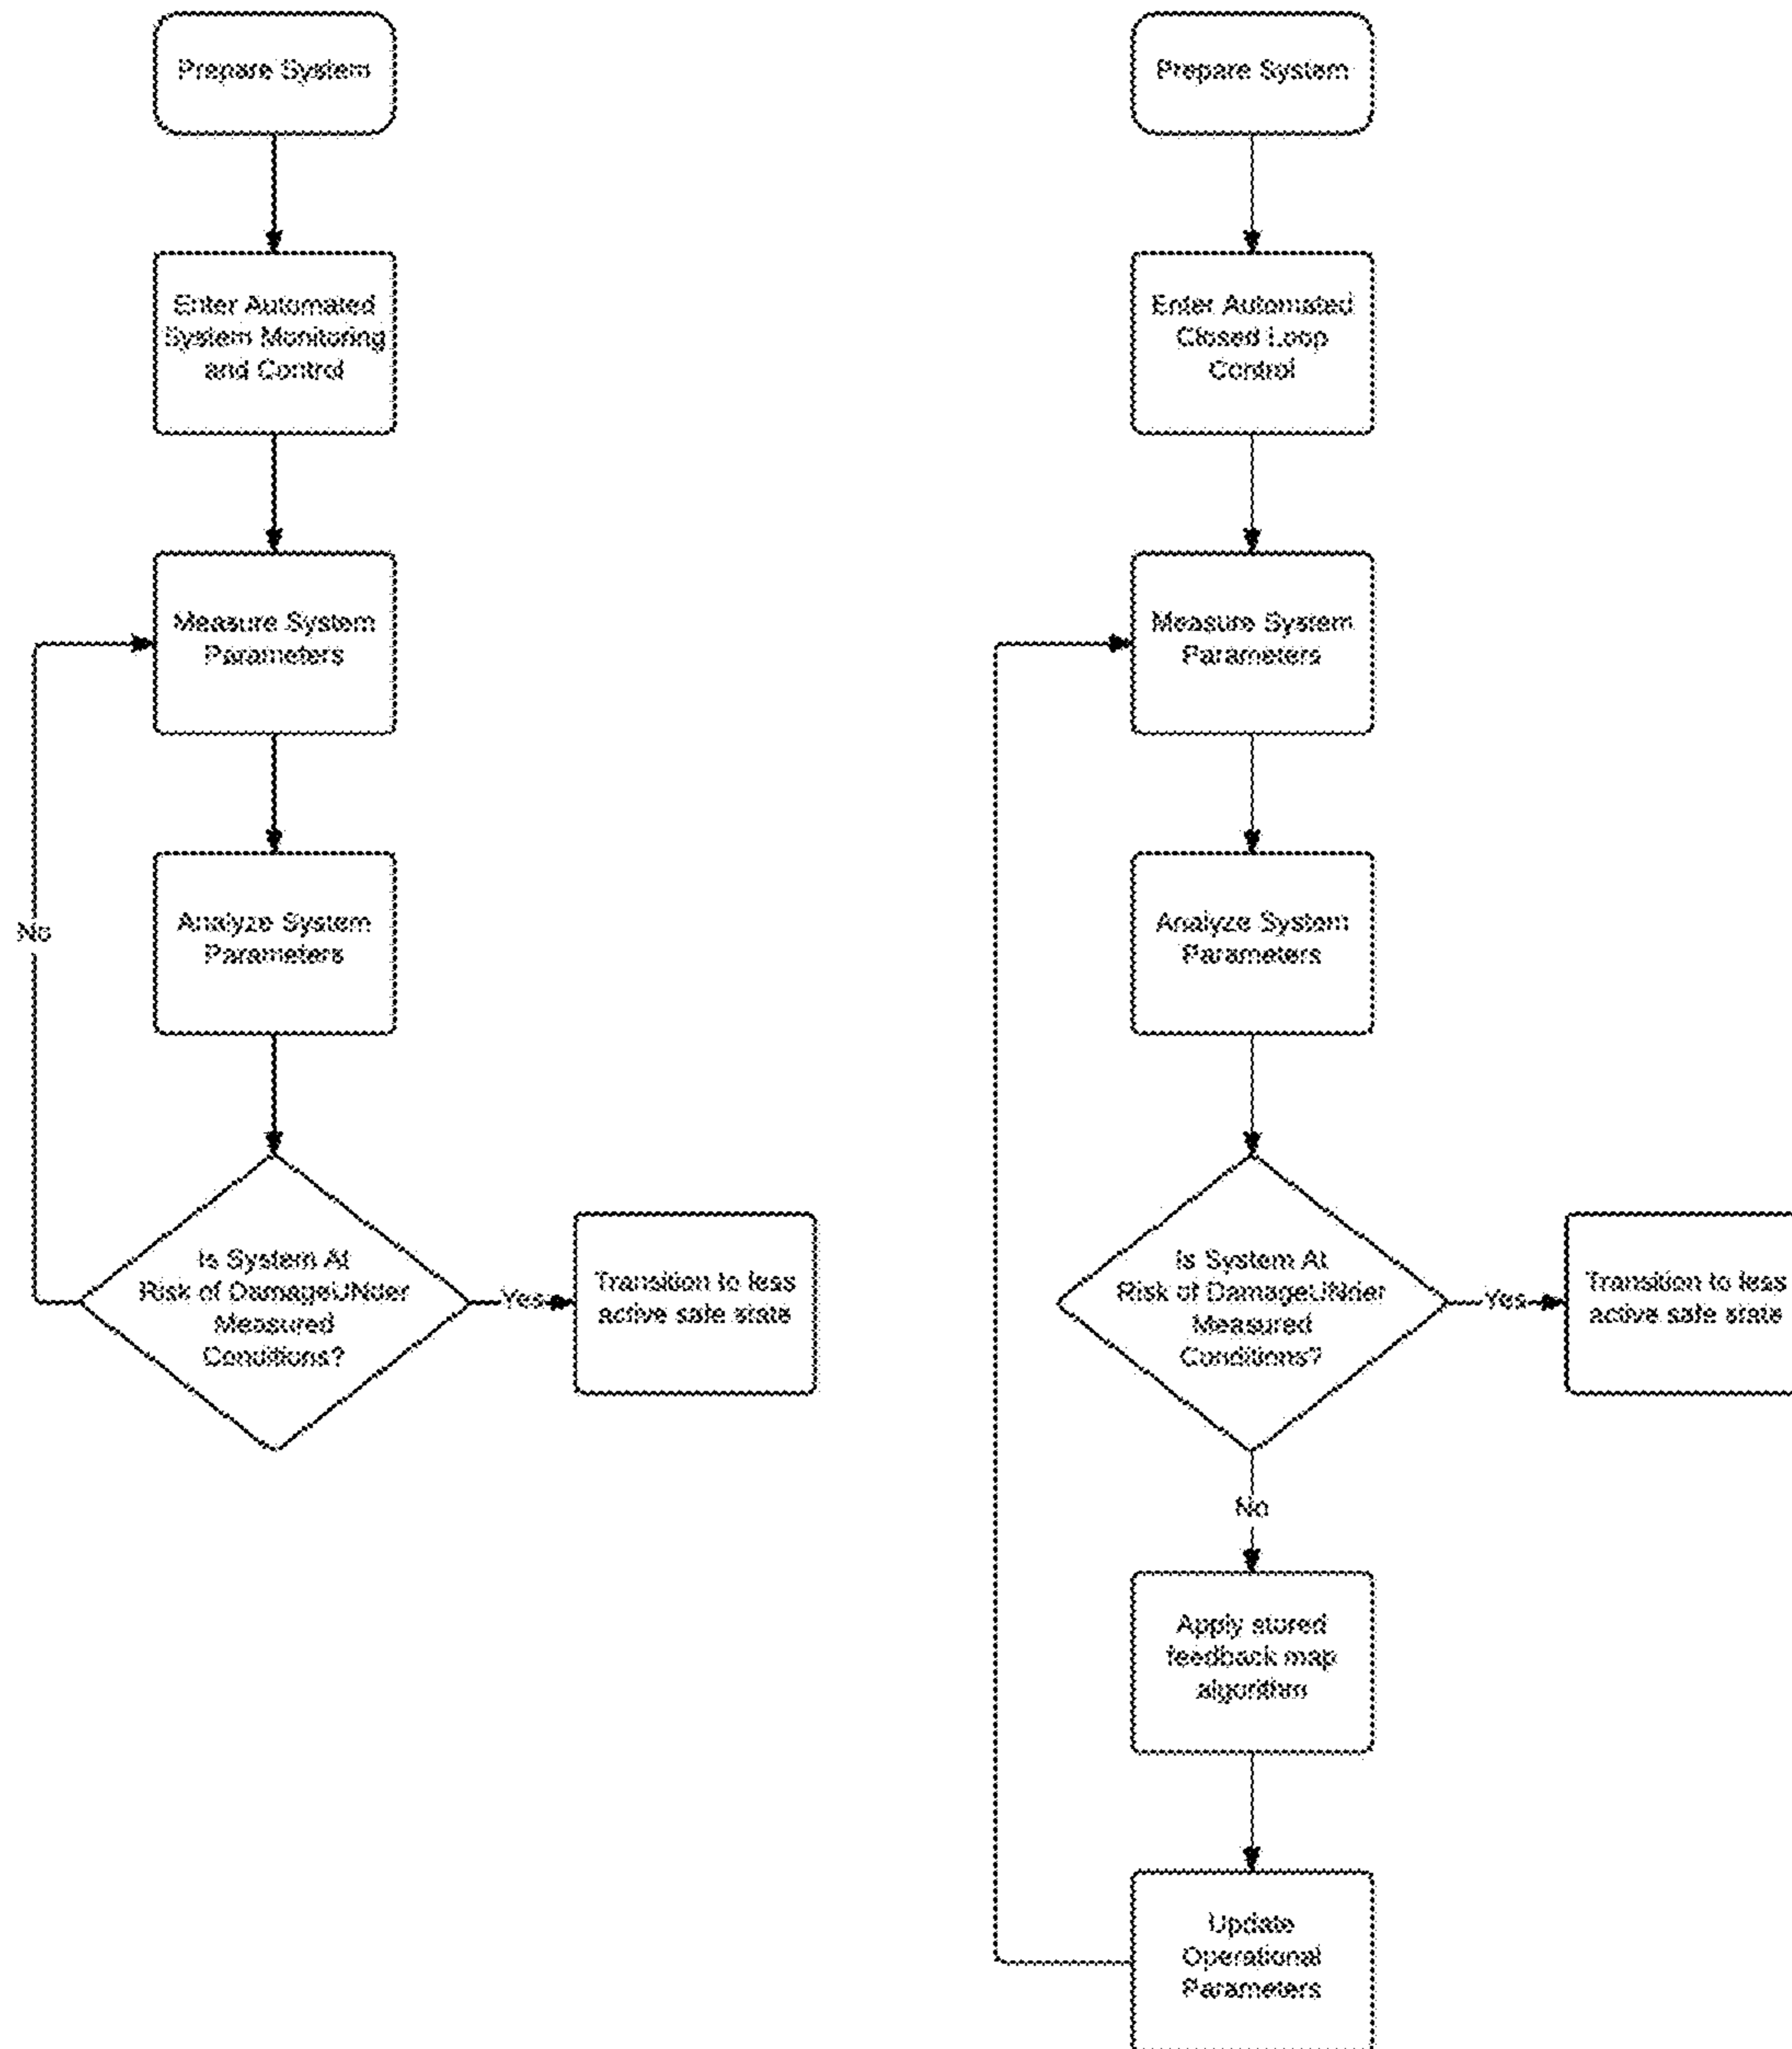 Prepare System
Enter Automated
System Monitoring
and Control
Measure System
Parameters
No
Analyze System
Parameters
Is System At
Risk of DamageUNder
Measured
Conditions?
Yes
Transition to less
active safe state
Prepare System
Enter Automated
Closed Loop
Control
Measure System
Parameters
Analyze System
Parameters
Is System At
Risk of DamageUNder
Measured
Conditions?
Yes
Transition to less
active safe state
No
Apply stored
feedback map
algorithm
Update
Operational
Parameters